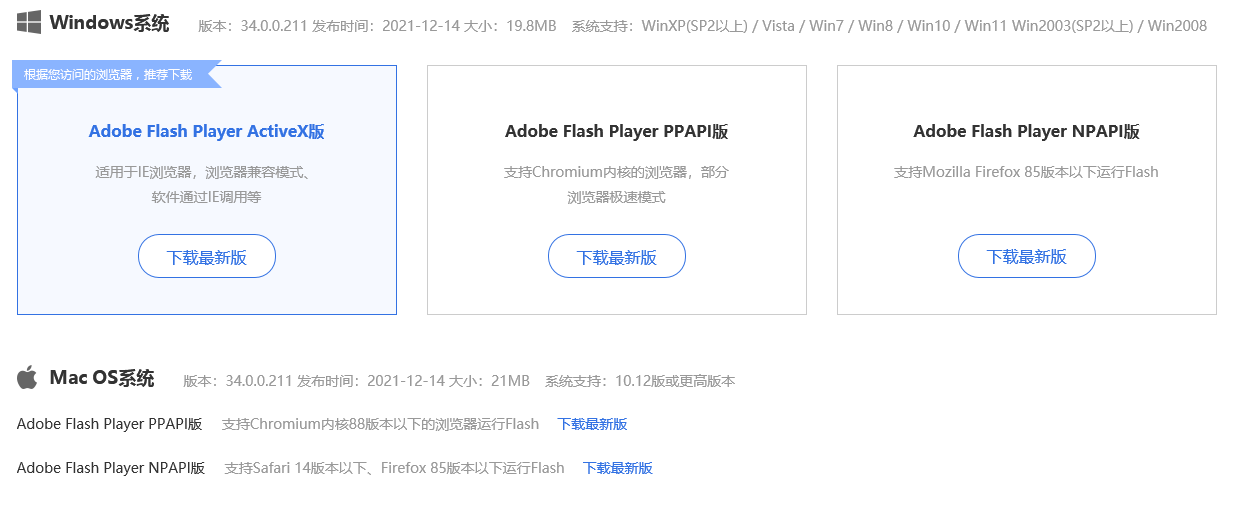 Windows系统 版本：34.0.0.211 发布时间：2021-12-14 大小：19.8MB 系统支持：WinXP(SP2以上) / Vista / Win7 / Win8 / Win10 / Win11 Win2003(SP2以上) / Win2008
根据您访问的浏览器，推荐下载
Adobe Flash Player ActiveX版
适用于IE浏览器，浏览器兼容模式、
软件通过IE调用等
下载最新版
Adobe Flash Player PPAPI版
支持Chromium内核的浏览器，部分
浏览器极速模式
下载最新版
Adobe Flash Player NPAPI版
支持Mozilla Firefox 85版本以下运行Flash
下载最新版
Mac OS系统 版本：34.0.0.211 发布时间：2021-12-14 大小：21MB 系统支持：10.12版或更高版本
Adobe Flash Player PPAPI版 支持Chromium内核88版本以下的浏览器运行Flash 下载最新版
Adobe Flash Player NPAPI版 支持Safari 14版本以下、Firefox 85版本以下运行Flash 下载最新版